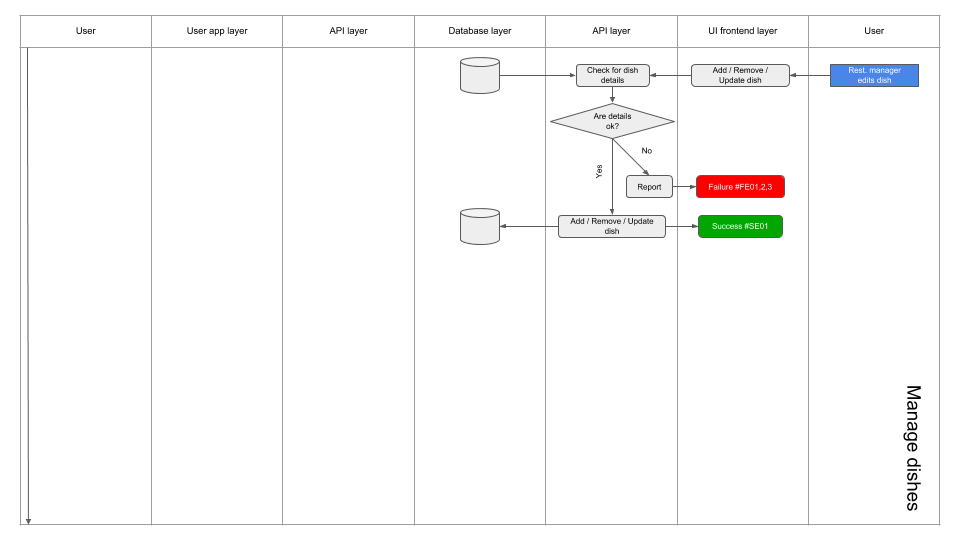 User
User app layer
API layer
Database layer
API layer
UI frontend layer
User
Check for dish
details
Add / Remove /
Update dish
Rest. manager
edits dish
Are details
ok?
No
Yes
Report
Failure #FE01,2,3
Add / Remove / Update
dish
Success #SE01
Manage dishes